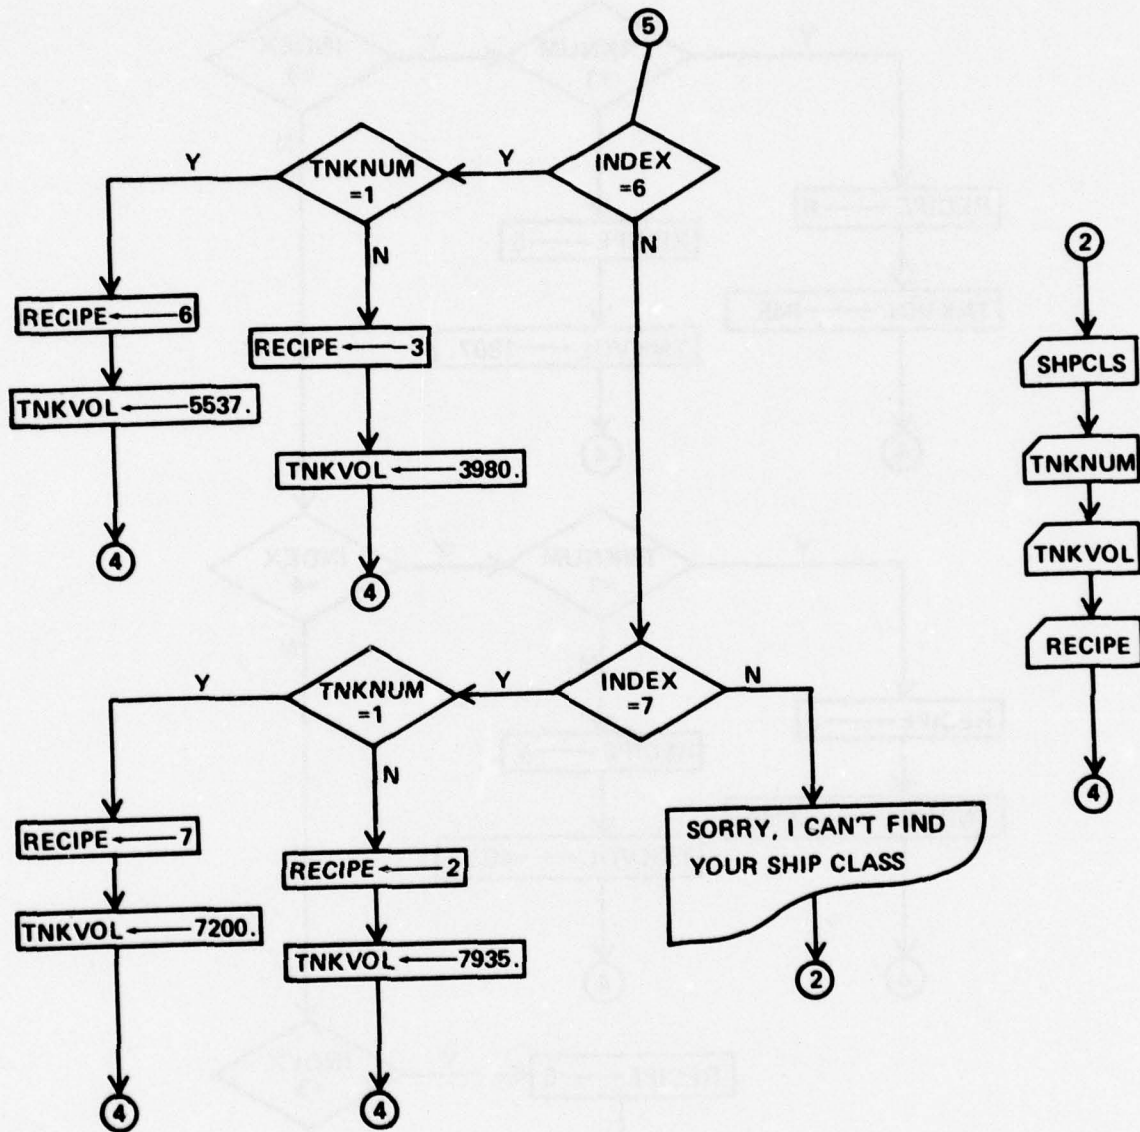 5
INDEX
=6
Y
TNKNUM
=1
Y
N
N
RECIPE ← 6
TNKVOL ← 5537.
4
RECIPE ← 3
TNKVOL ← 3980.
4
INDEX
=7
Y
N
TNKNUM
=1
Y
N
RECIPE ← 7
TNKVOL ← 7200.
4
RECIPE ← 2
TNKVOL ← 7935.
4
SORRY, I CAN'T FIND
YOUR SHIP CLASS
2
2
SHPCLS
TNKNUM
TNKVOL
RECIPE
4